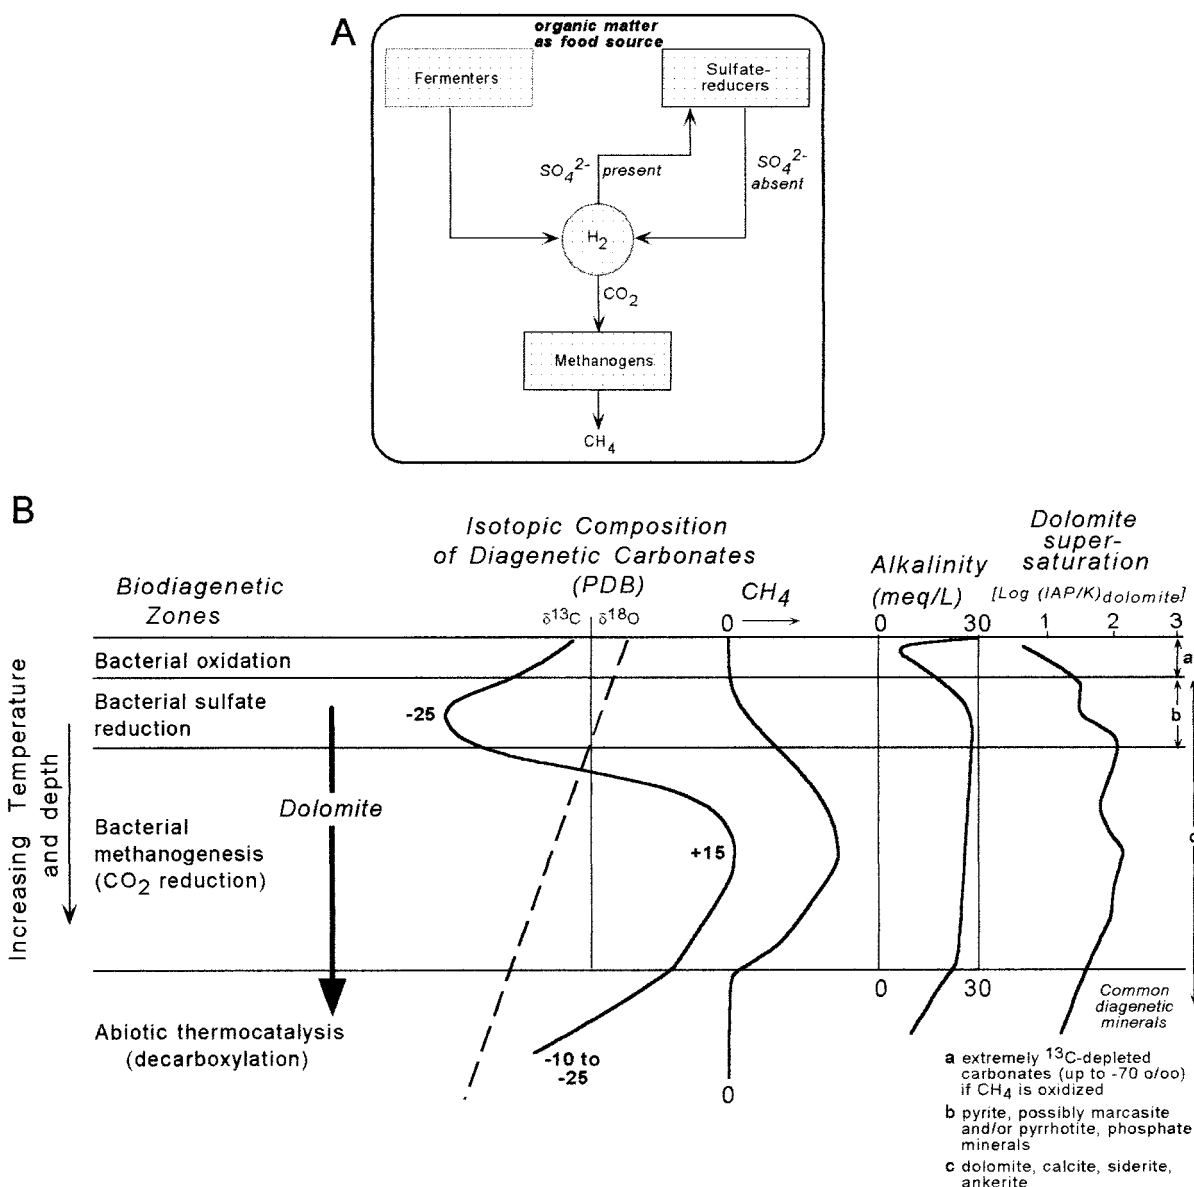 A
organic matter
as food source
Fermenters
Sulfate-
reducers
SO4 2- present
SO4 2-
absent
H2
CO2
Methanogens
CH4
B
Isotopic Composition
of Diagenetic Carbonates
(PDB)
Biodiagenetic
Zones
δ13C
δ18O
CH4
0
Alkalinity
(meq/L)
0
30
Dolomite
super-
saturation
[Log (IAP/K)dolomite]
1
2
3
Increasing Temperature
and depth
Bacterial oxidation
Bacterial sulfate
reduction
Bacterial
methanogenesis
(CO2 reduction)
Abiotic thermocatalysis
(decarboxylation)
Dolomite
-25
+15
-10 to
-25
0
0
30
a
b
c
Common
diagenetic
minerals
a extremely 13C-depleted
carbonates (up to -70 o/oo)
if CH4 is oxidized
b pyrite, possibly marcasite
and/or pyrrhotite, phosphate
minerals
c dolomite, calcite, siderite,
ankerite